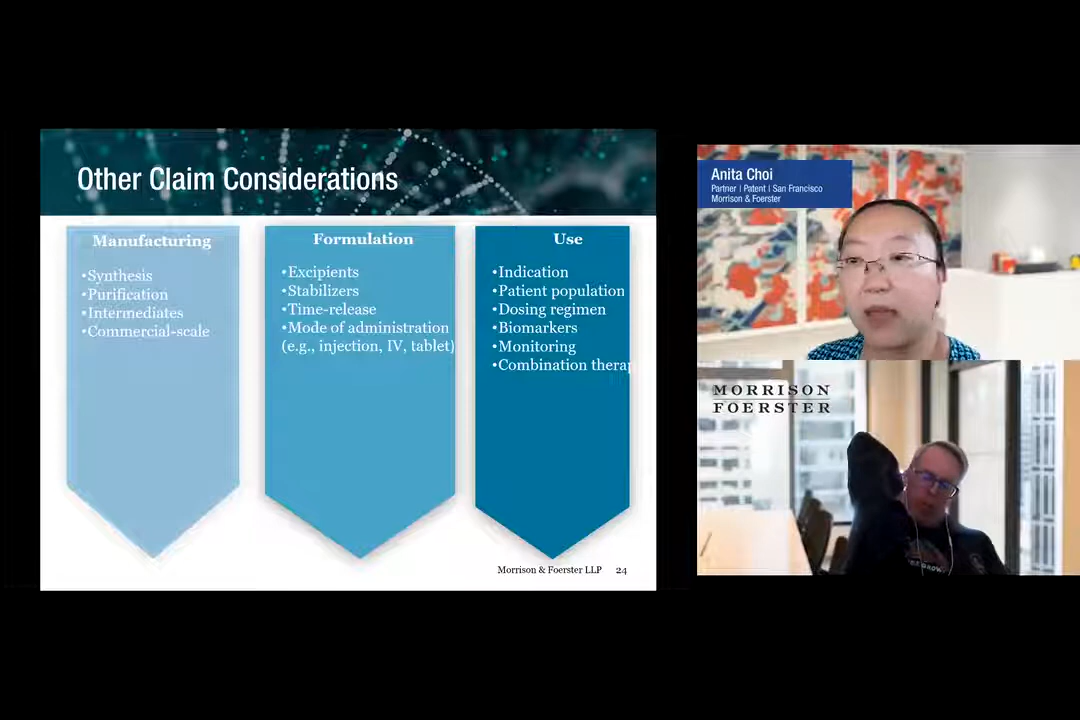 Other Claim Considerations
Manufacturing
•Synthesis
•Purification
•Intermediates
•Commercial-scale
Formulation
•Excipients
•Stabilizers
•Time-release
•Mode of administration
(e.g., injection, IV, tablet)
Use
•Indication
•Patient population
•Dosing regimen
•Biomarkers
•Monitoring
•Combination therap
Morrison & Foerster LLP 24
Anita Choi
Partner | Patent | San Francisco
Morrison & Foerster
MORRISON
FOERSTER